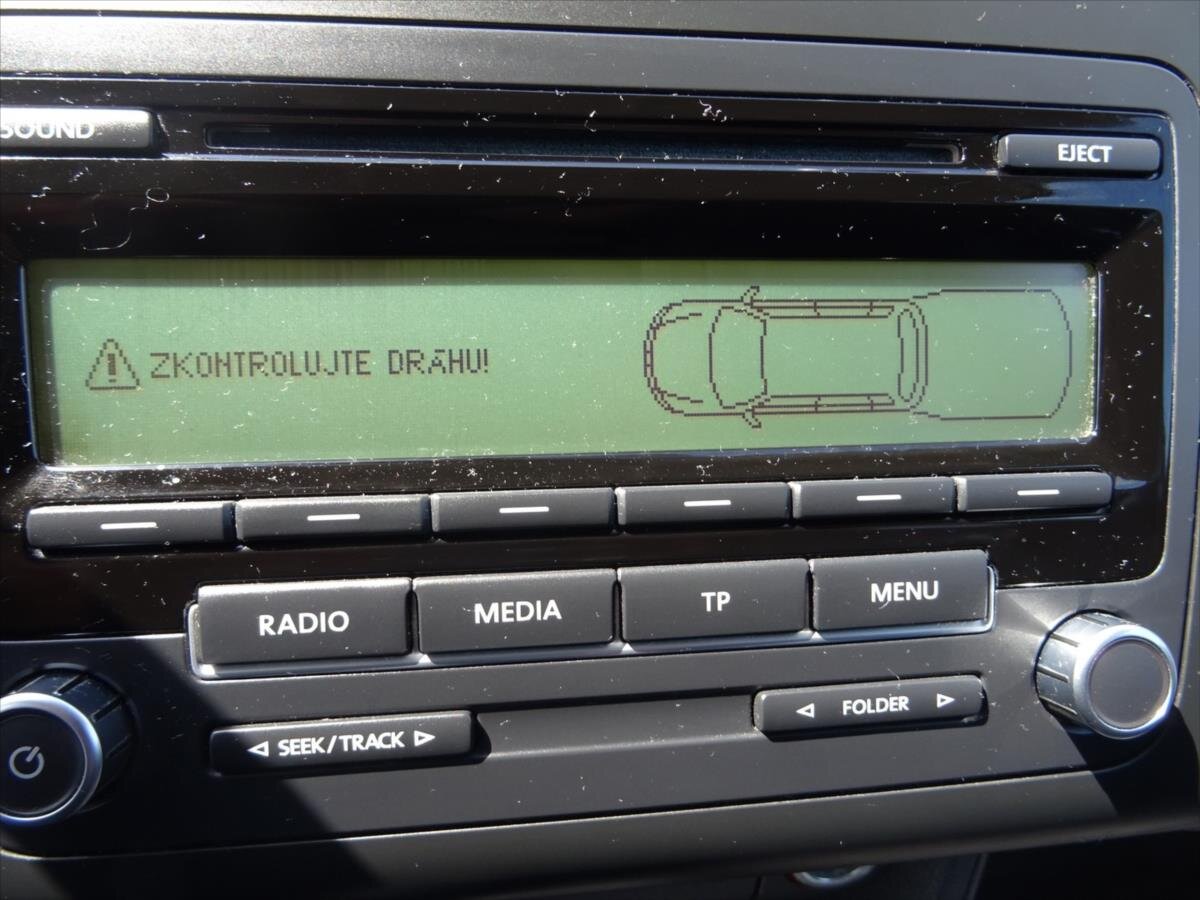 SOUND
EJECT
ZKONTROLUJTE DRÁHU!
RADIO
MEDIA
TP
MENU
SEEK/TRACK
FOLDER